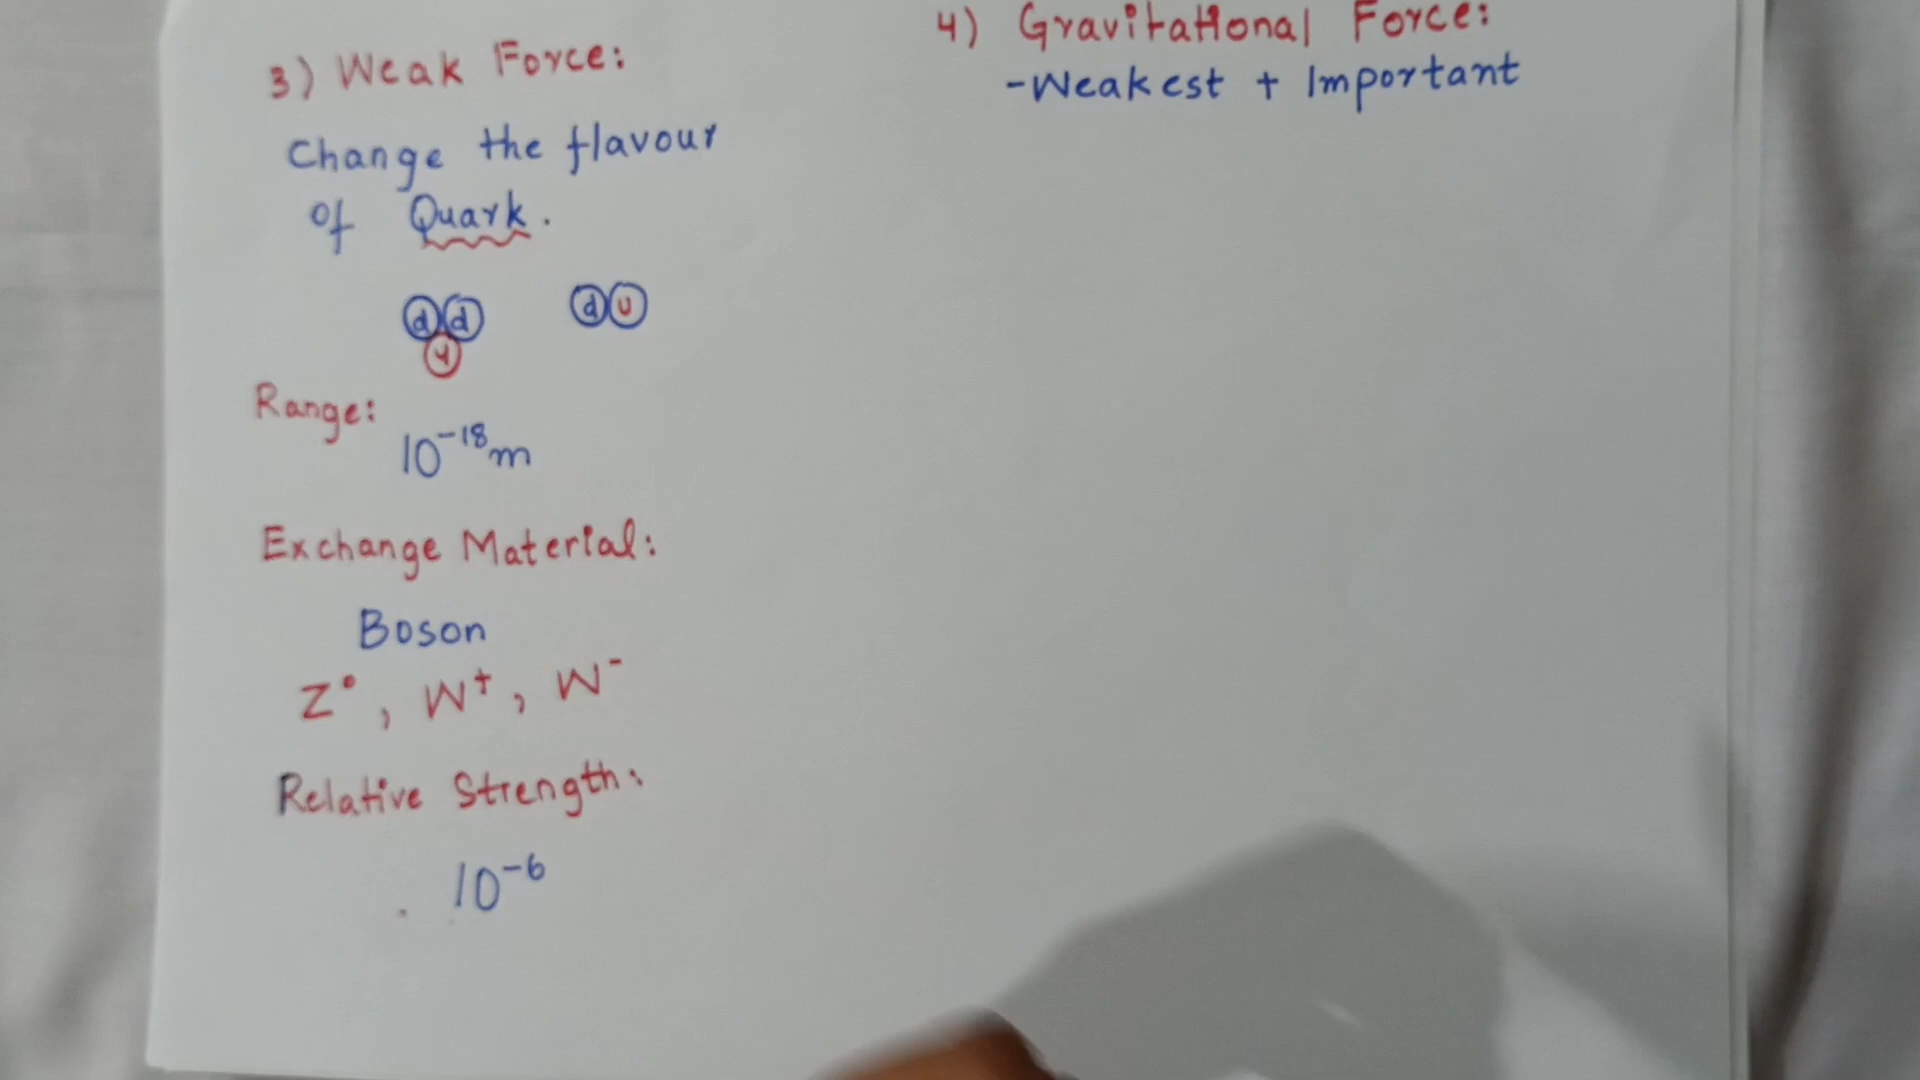 3) Weak Force:
Change the flavour
of Quark.
d d d u
u
Range:
10⁻¹⁸m
Exchange Material:
Boson
Z°, W⁺, W⁻
Relative Strength:
10⁻⁶
4) Gravitational Force:
-Weakest + Important